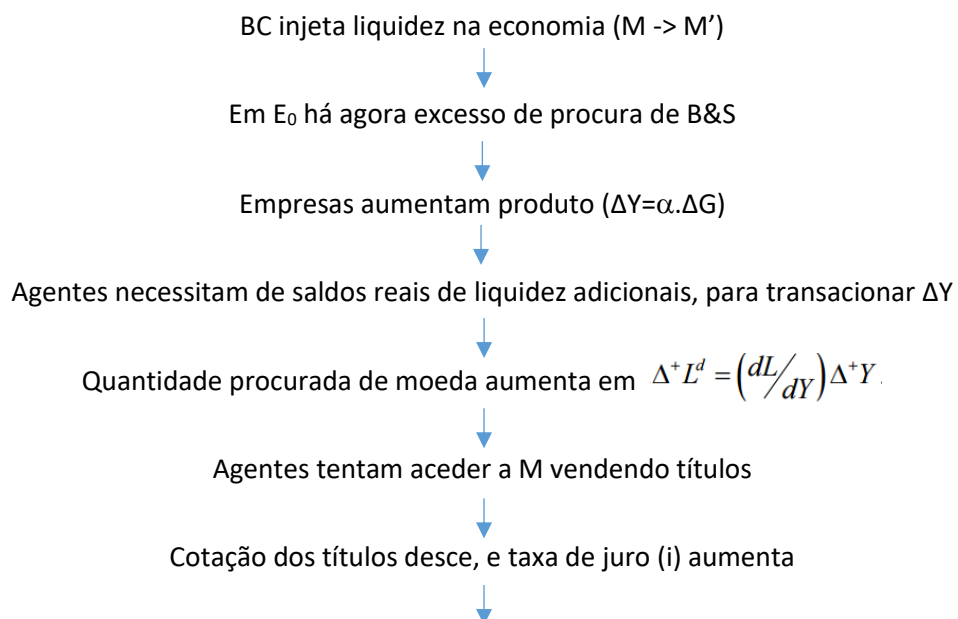 BC injeta liquidez na economia (M -> M’)
Em E₀ há agora excesso de procura de B&S
Empresas aumentam produto (ΔY=α.ΔG)
Agentes necessitam de saldos reais de liquidez adicionais, para transacionar ΔY
Quantidade procurada de moeda aumenta em Δ⁺Lᵈ = (dL/dY)Δ⁺Y.
Agentes tentam aceder a M vendendo títulos
Cotação dos títulos desce, e taxa de juro (i) aumenta